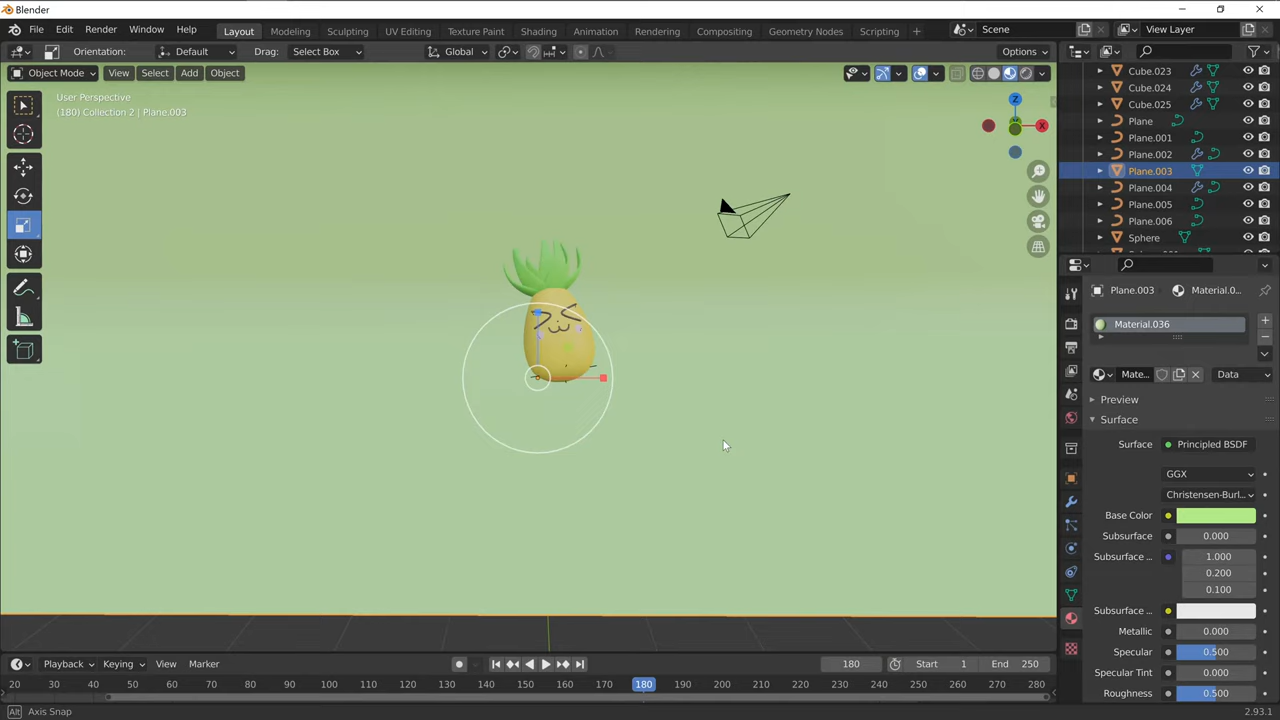 Blender
File Edit Render Window Help Layout Modeling Sculpting UV Editing Texture Paint Shading Animation Rendering Compositing Geometry Nodes Scripting + Scene View Layer
Orientation: Default Drag: Select Box Global Options
Object Mode View Select Add Object
User Perspective
(180) Collection 2 | Plane.003
Z
X
Cube.023
Cube.024
Cube.025
Plane
Plane.001
Plane.002
Plane.003
Plane.004
Plane.005
Plane.006
Sphere
Plane.003 Material.0...
Material.036
Mate... Data
Preview
Surface
Surface Principled BSDF
GGX
Christensen-Burl...
Base Color
Subsurface 0.000
Subsurface ... 1.000
0.200
0.100
Subsurface ...
Metallic 0.000
Specular 0.500
Specular Tint 0.000
Roughness 0.500
Playback Keying View Marker 180 Start 1 End 250
20 30 40 50 60 70 80 90 100 110 120 130 140 150 160 170 180 190 200 210 220 230 240 250 260 270 280
Alt Axis Snap 2.93.1